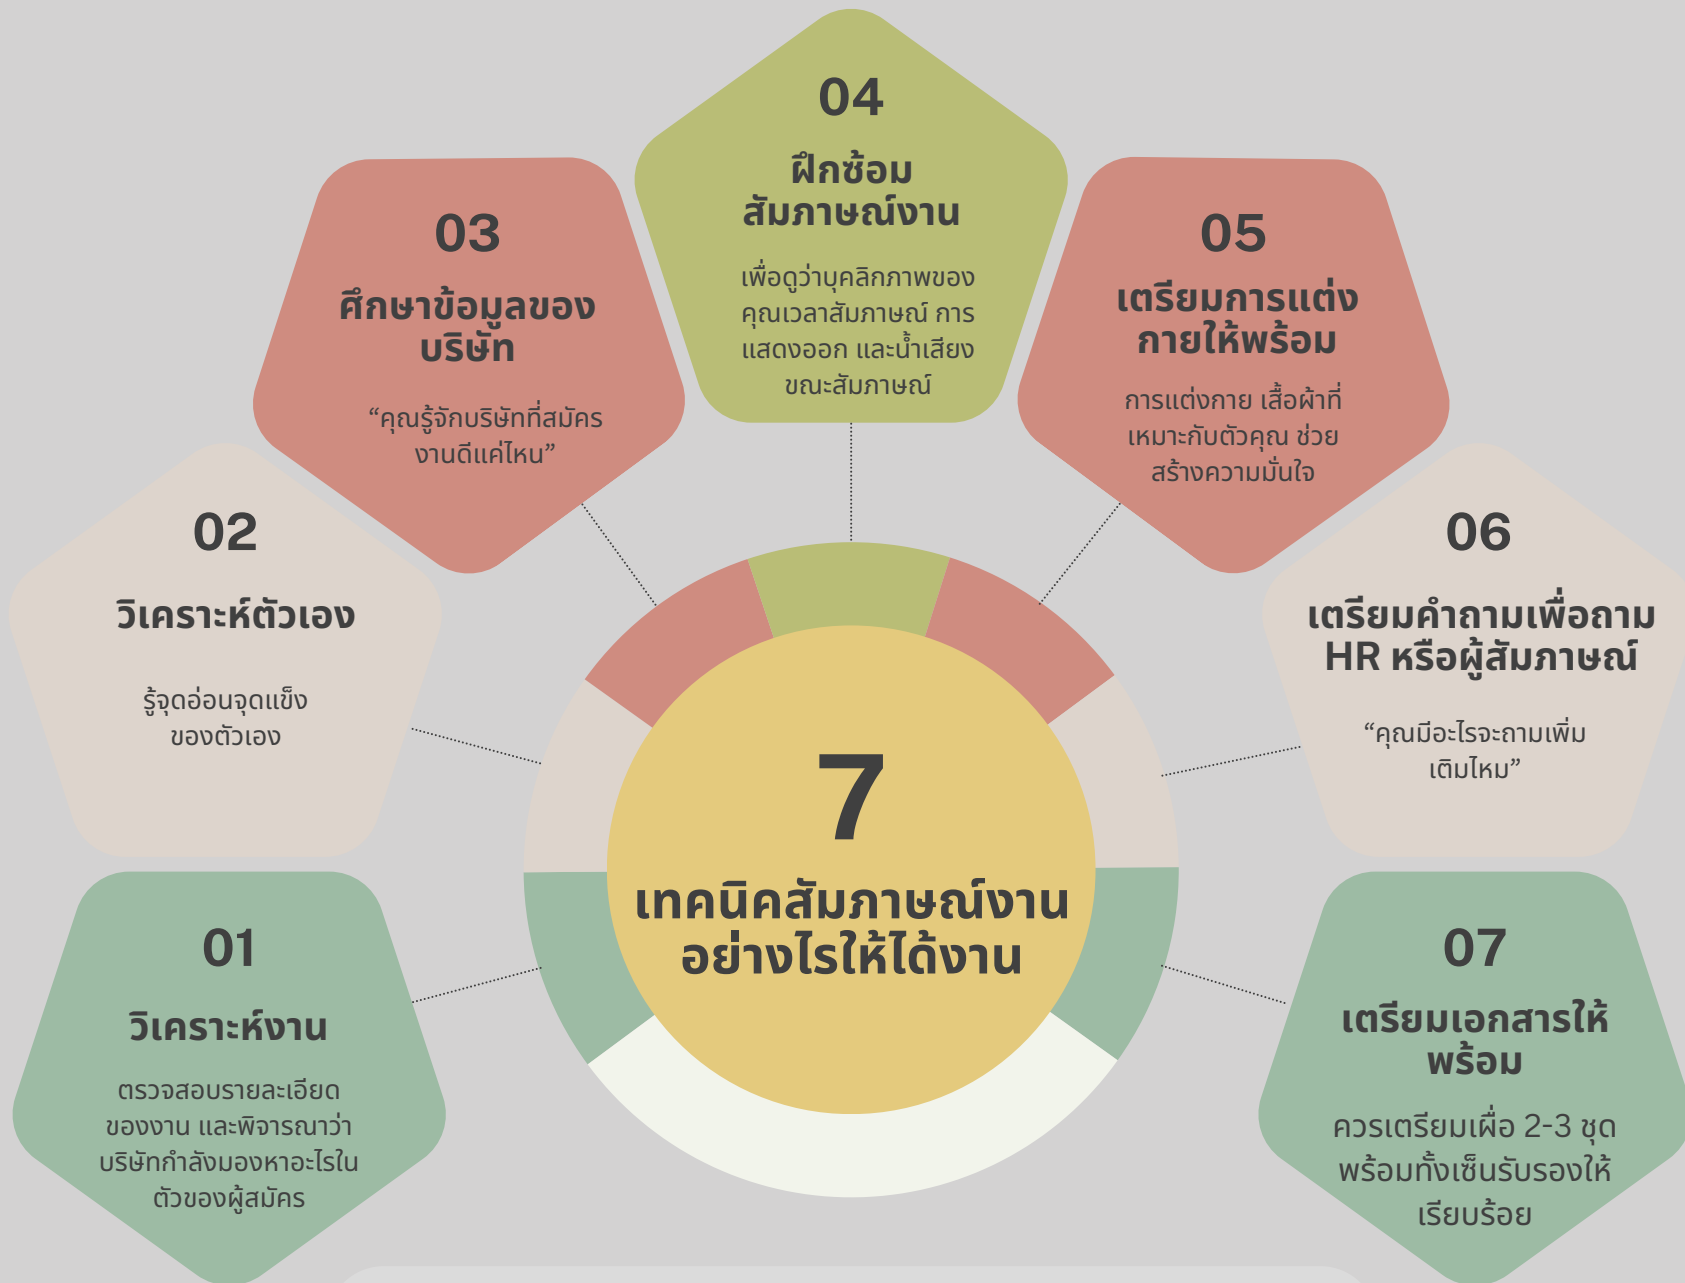 7
เทคนิคสัมภาษณ์งาน
อย่างไรให้ได้งาน
01
วิเคราะห์งาน
ตรวจสอบรายละเอียด
ของงาน และพิจารณาว่า
บริษัทกำลังมองหาอะไรใน
ตัวของผู้สมัคร
02
วิเคราะห์ตัวเอง
รู้จุดอ่อนจุดแข็ง
ของตัวเอง
03
ศึกษาข้อมูลของ
บริษัท
“คุณรู้จักบริษัทที่สมัคร
งานดีแค่ไหน”
04
ฝึกซ้อม
สัมภาษณ์งาน
เพื่อดูว่าบุคลิกภาพของ
คุณเวลาสัมภาษณ์ การ
แสดงออก และน้ำเสียง
ขณะสัมภาษณ์
05
เตรียมการแต่ง
กายให้พร้อม
การแต่งกาย เสื้อผ้าที่
เหมาะกับตัวคุณ ช่วย
สร้างความมั่นใจ
06
เตรียมคำถามเพื่อถาม
HR หรือผู้สัมภาษณ์
“คุณมีอะไรจะถามเพิ่ม
เติมไหม”
07
เตรียมเอกสารให้
พร้อม
ควรเตรียมเผื่อ 2-3 ชุด
พร้อมทั้งเซ็นรับรองให้
เรียบร้อย